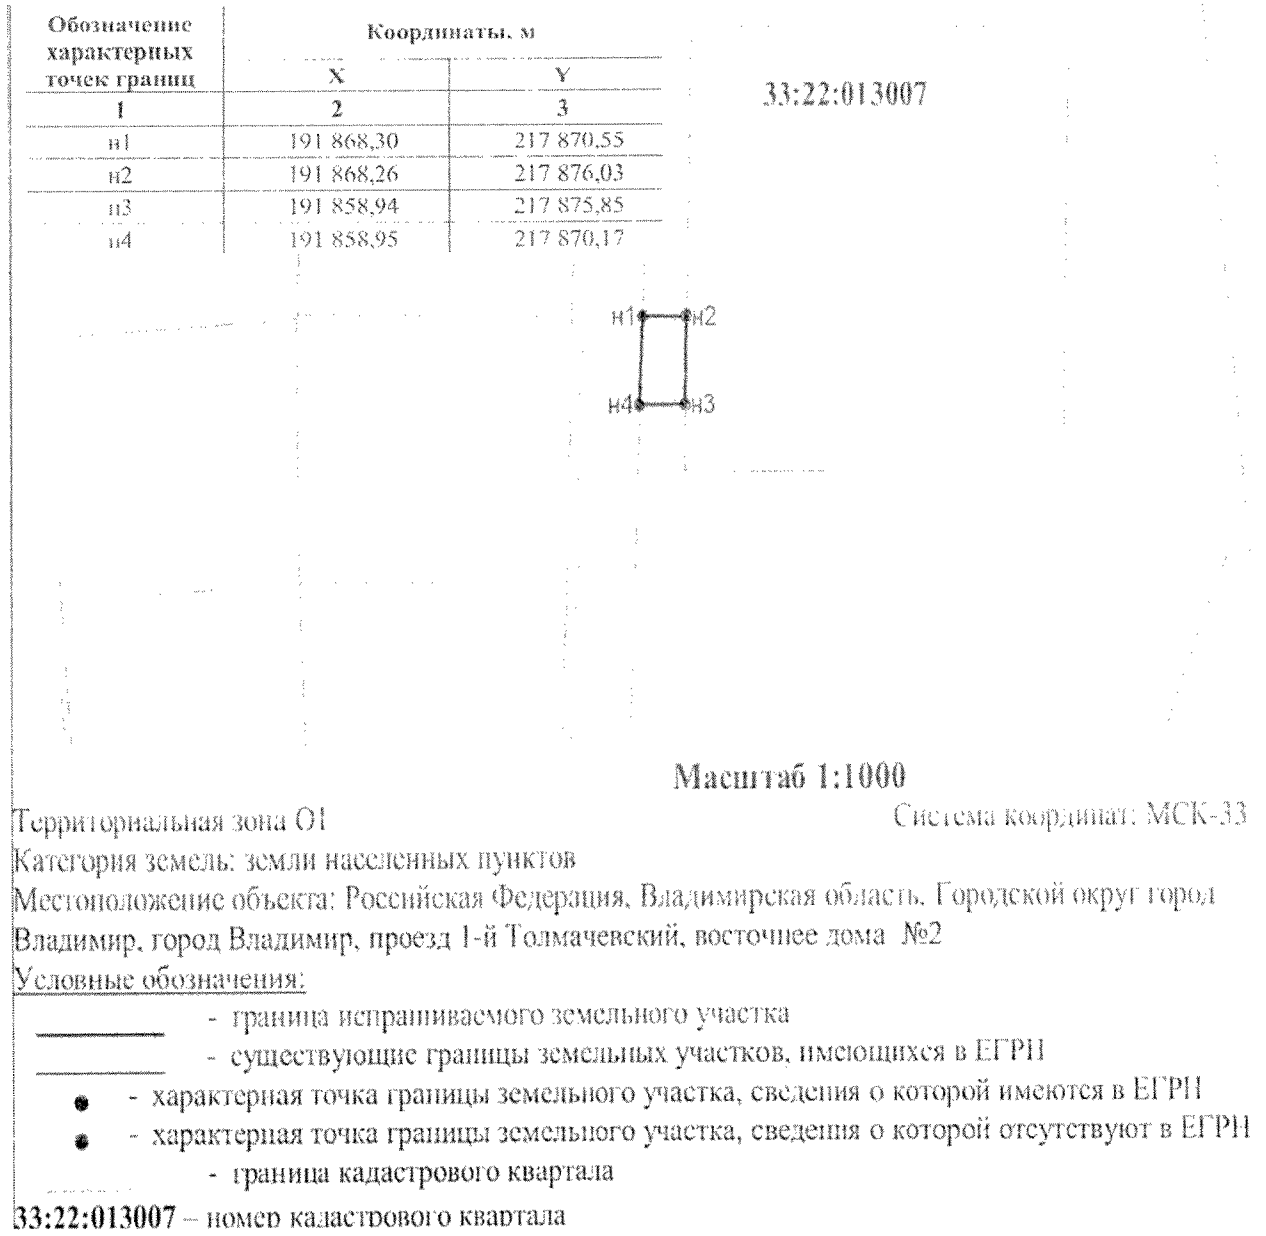 Обозначение характерных точек границ
Координаты, м
X
Y
1
2
3
н1
191 868,30
217 870,55
н2
191 868,26
217 876,03
н3
191 858,94
217 875,85
н4
191 858,95
217 870,17
33:22:013007
н1
н2
н4
н3
Масштаб 1:1000
Территориальная зона О1
Система координат: МСК-33
Категория земель: земли населенных пунктов
Местоположение объекта: Российская Федерация, Владимирская область, Городской округ город
Владимир, город Владимир, проезд 1-й Толмачевский, восточнее дома №2
Условные обозначения:
- граница испрашиваемого земельного участка
- существующие границы земельных участков, имеющихся в ЕГРН
- характерная точка границы земельного участка, сведения о которой имеются в ЕГРН
- характерная точка границы земельного участка, сведения о которой отсутствуют в ЕГРН
- граница кадастрового квартала
33:22:013007 – номер кадастрового квартала